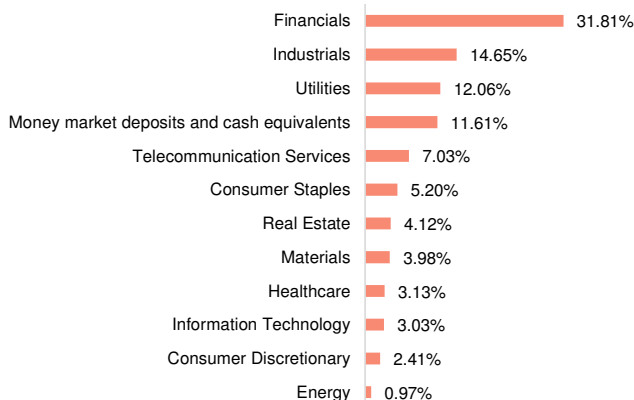 Financials 31.81%
Industrials 14.65%
Utilities 12.06%
Money market deposits and cash equivalents 11.61%
Telecommunication Services 7.03%
Consumer Staples 5.20%
Real Estate 4.12%
Materials 3.98%
Healthcare 3.13%
Information Technology 3.03%
Consumer Discretionary 2.41%
Energy 0.97%